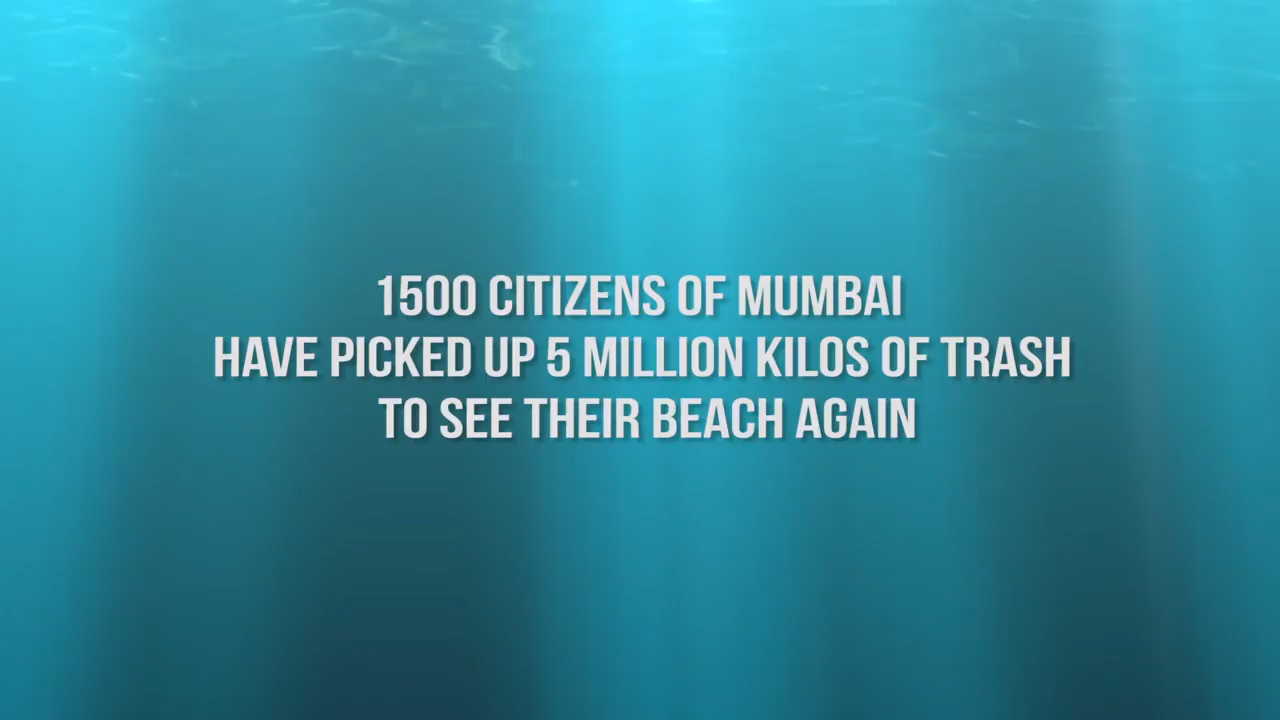 1500 CITIZENS OF MUMBAI
HAVE PICKED UP 5 MILLION KILOS OF TRASH
TO SEE THEIR BEACH AGAIN